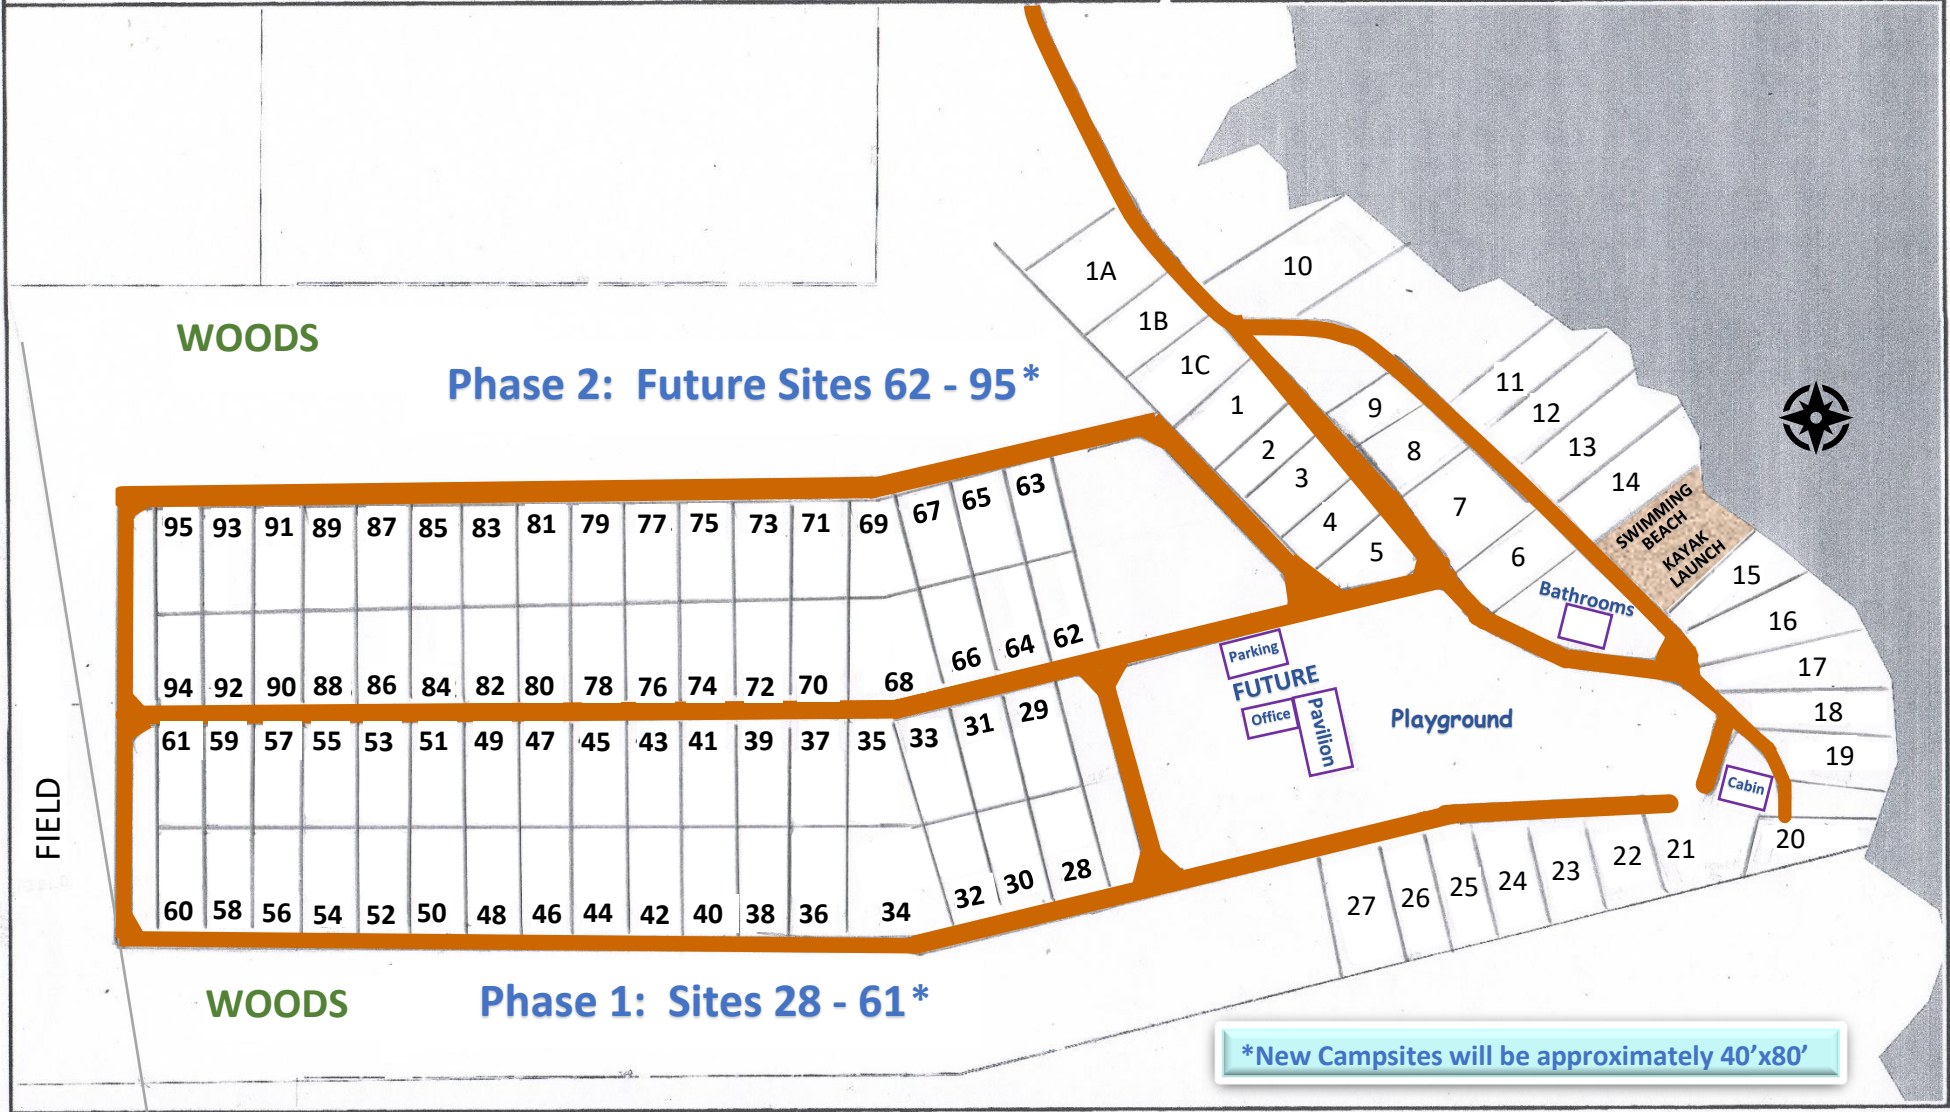 10
1A
1B
WOODS
1C
Phase 2:  Future Sites 62 - 95*
11
1
9
12
2
8
13
3
14
63
65
67
7
SWIMMING
BEACH
KAYAK
LAUNCH
4
95 93 91 89 87 85 83 81 79 77 75 73 71 69
5
6
15
Bathrooms
16
62
64
66
Parking
17
94 92 90 88 86 84 82 80 78 76 74 72 70 68
FUTURE
29
31
33
Office
Pavilion
Playground
18
61 59 57 55 53 51 49 47 45 43 41 39 37 35
19
Cabin
FIELD
20
21
22
23
24
25
26
27
28
30
32
60 58 56 54 52 50 48 46 44 42 40 38 36 34
WOODS
Phase 1:  Sites 28 - 61*
*New Campsites will be approximately 40’x80’